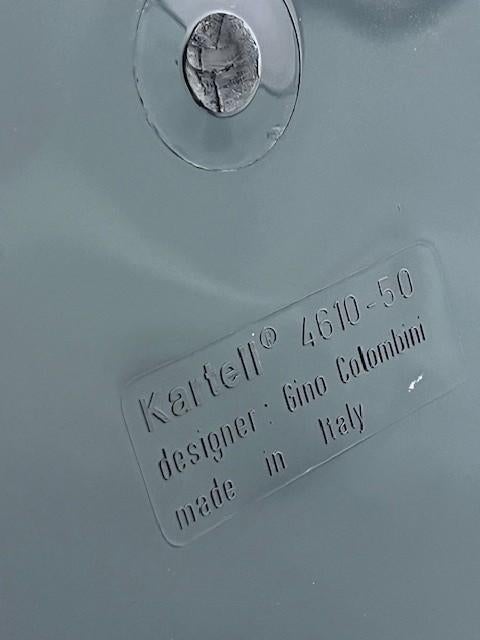 Kartell® 4610-50
designer: Gino Colombini
made in Italy